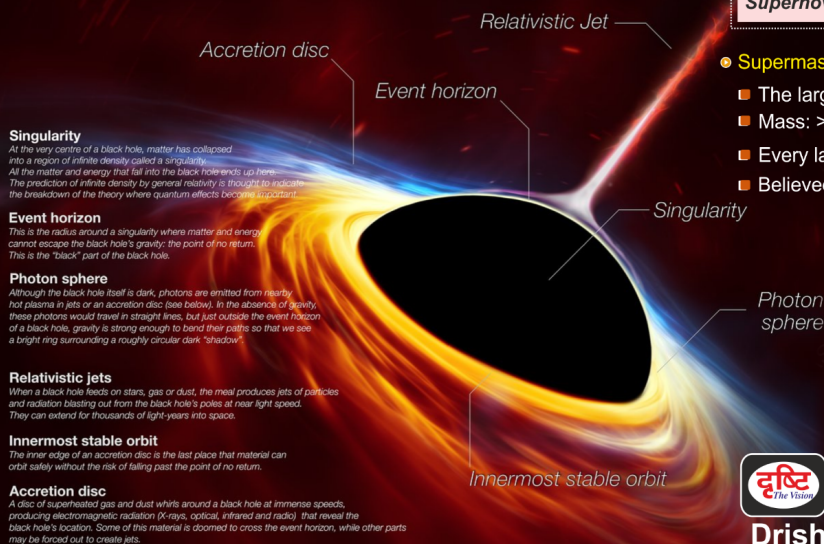 Supernov
Relativistic Jet
Accretion disc
Supermas
Event horizon
The larg
Mass: >
Every la
Believed
Singularity
At the very centre of a black hole, matter has collapsed
into a region of infinite density called a singularity.
All the matter and energy that fall into the black hole ends up here.
The prediction of infinite density by general relativity is thought to indicate
the breakdown of the theory where quantum effects become important.
Event horizon
This is the radius around a singularity where matter and energy
cannot escape the black hole's gravity: the point of no return.
This is the "black" part of the black hole.
Singularity
Photon sphere
Although the black hole itself is dark, photons are emitted from nearby
hot plasma in jets or an accretion disc (see below). In the absence of gravity,
these photons would travel in straight lines, but just outside the event horizon
of a black hole, gravity is strong enough to bend their paths so that we see
a bright ring surrounding a roughly circular dark "shadow".
Photon
sphere
Relativistic jets
When a black hole feeds on stars, gas or dust, the meal produces jets of particles
and radiation blasting out from the black hole's poles at near light speed.
They can extend for thousands of light-years into space.
Innermost stable orbit
The inner edge of an accretion disc is the last place that material can
orbit safely without the risk of falling past the point of no return.
Innermost stable orbit
Accretion disc
A disc of superheated gas and dust whirls around a black hole at immense speeds,
producing electromagnetic radiation (X-rays, optical, infrared and radio) that reveal the
black hole's location. Some of this material is doomed to cross the event horizon, while other parts
may be forced out to create jets.
दृष्टि
The Vision
Drish